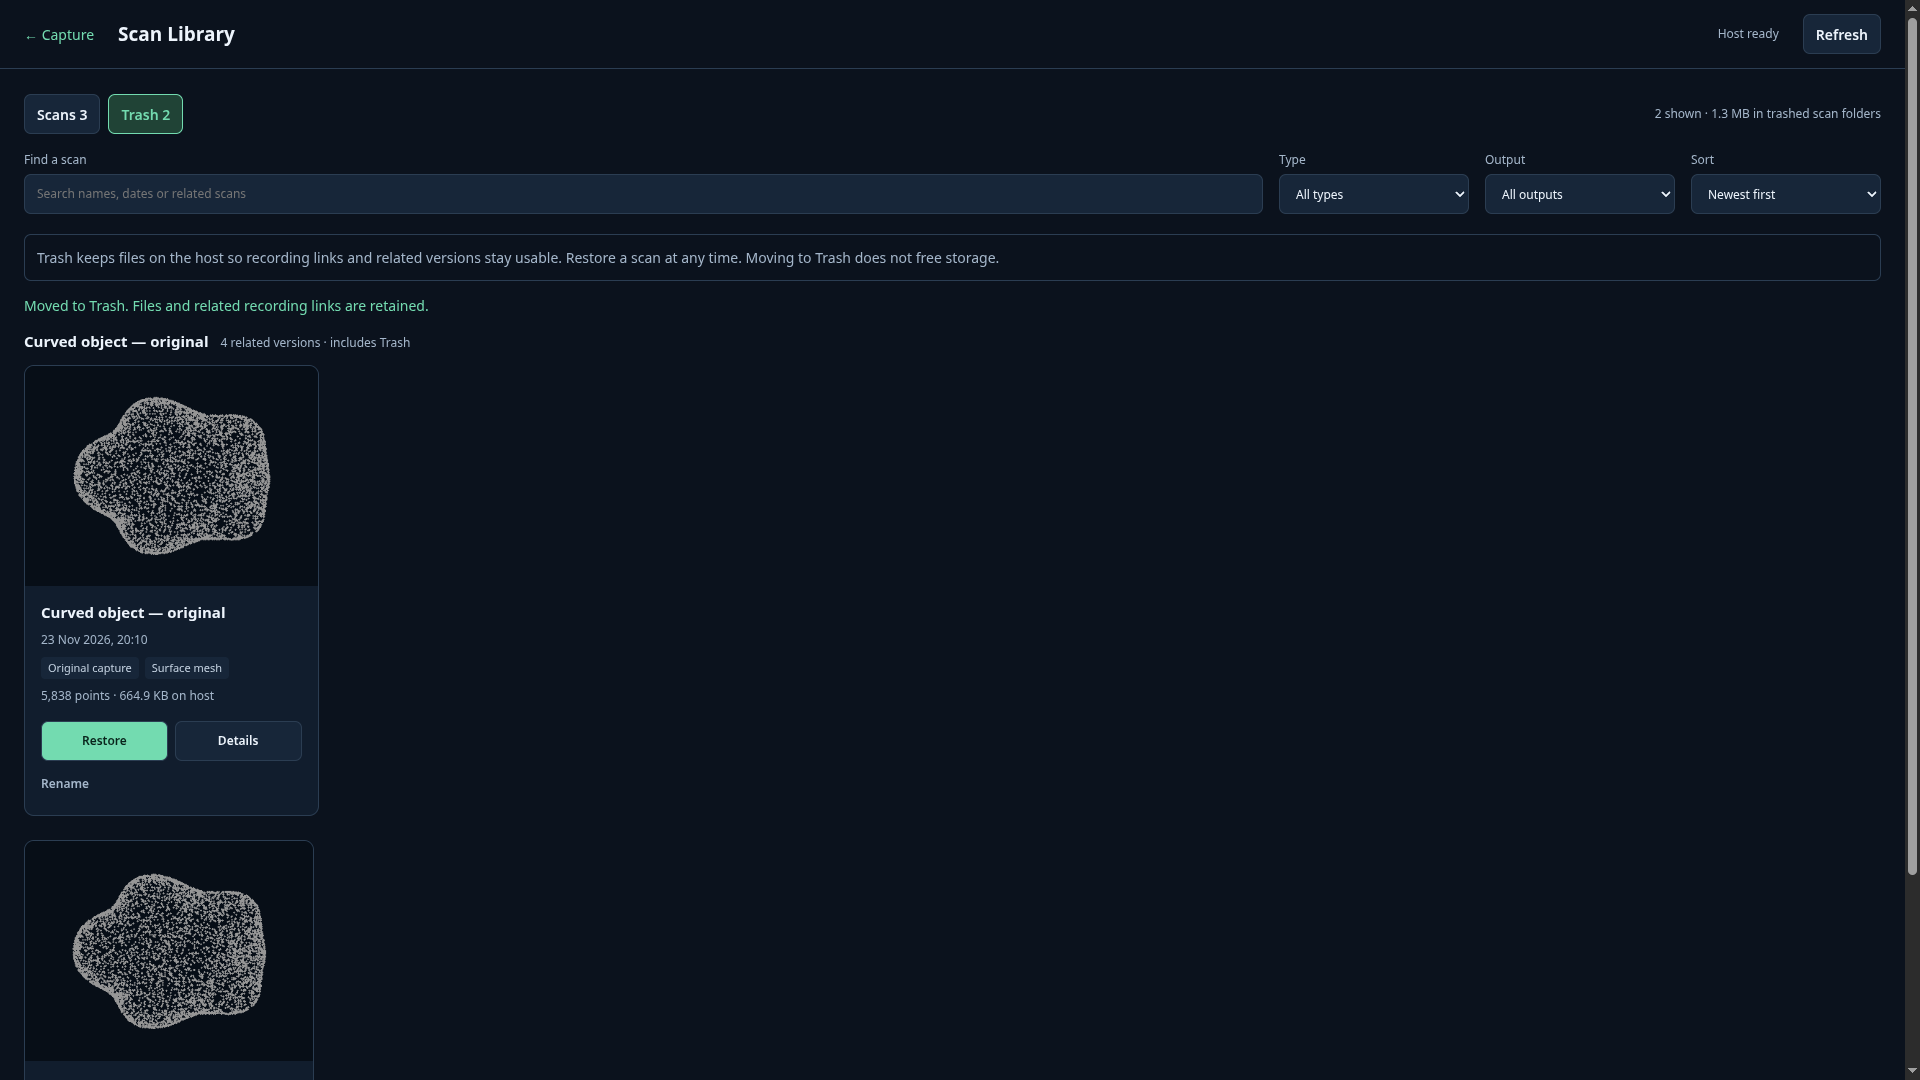 ← Capture
Scan Library
Host ready
Refresh
Scans 3
Trash 2
2 shown · 1.3 MB in trashed scan folders
Find a scan
Type
Output
Sort
Search names, dates or related scans
All types
All outputs
Newest first
Trash keeps files on the host so recording links and related versions stay usable. Restore a scan at any time. Moving to Trash does not free storage.
Moved to Trash. Files and related recording links are retained.
Curved object — original 4 related versions · includes Trash
Curved object — original
23 Nov 2026, 20:10
Original capture
Surface mesh
5,838 points · 664.9 KB on host
Restore
Details
Rename